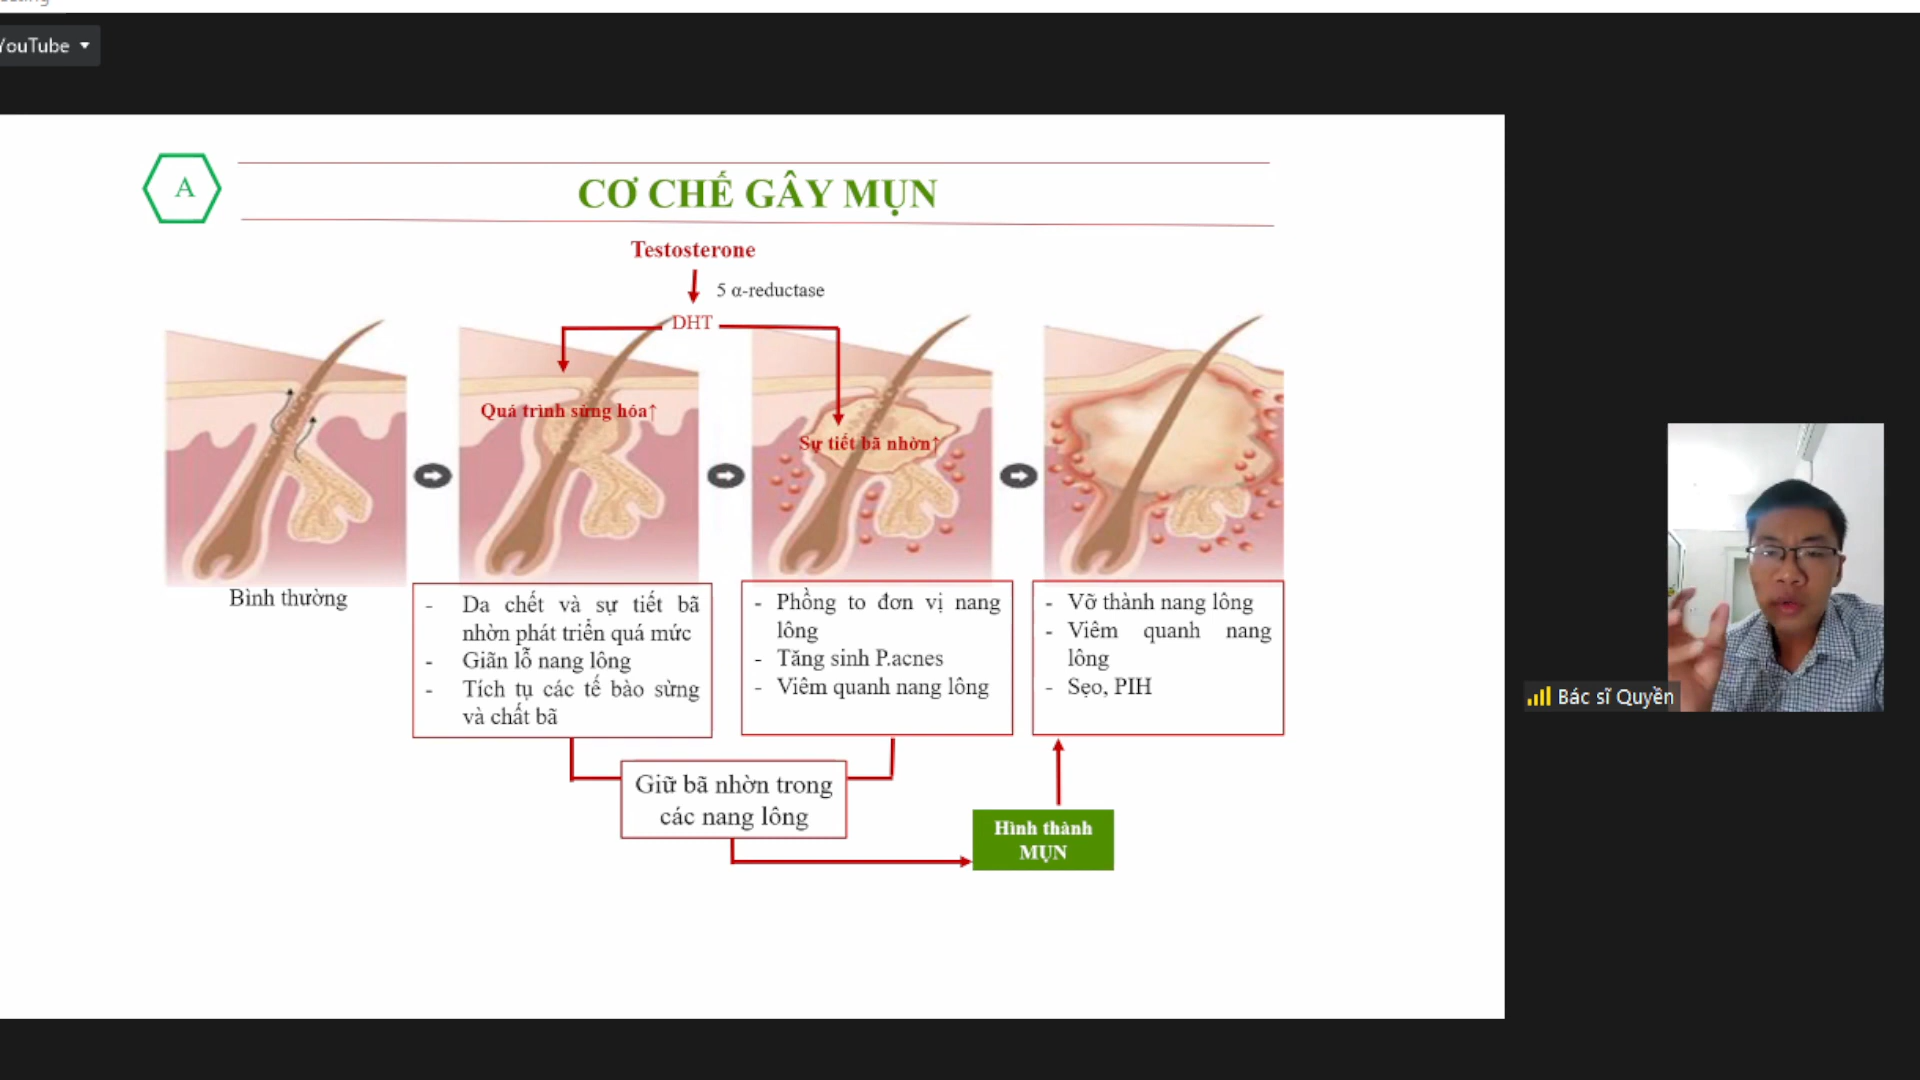 YouTube
A
CƠ CHẾ GÂY MỤN
Testosterone
5 α-reductase
DHT
Quá trình sừng hóa↑
Sự tiết bã nhờn↑
Bình thường
- Da chết và sự tiết bã
nhờn phát triển quá mức
- Giãn lỗ nang lông
- Tích tụ các tế bào sừng
và chất bã
- Phồng to đơn vị nang
lông
- Tăng sinh P.acnes
- Viêm quanh nang lông
- Vỡ thành nang lông
- Viêm quanh nang
lông
- Sẹo, PIH
Giữ bã nhờn trong
các nang lông
Hình thành
MỤN
Bác sĩ Quyền